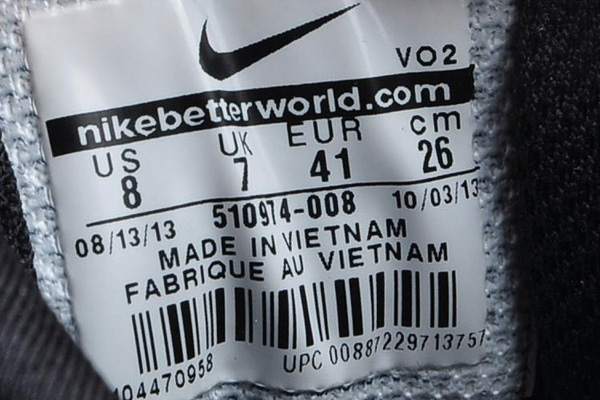 VO2
nikebetterworld.com
US UK EUR cm
8 7 41 26
08/13/13 510974-008 10/03/13
MADE IN VIETNAM
FABRIQUE AU VIETNAM
104470958 UPC 00887229713757